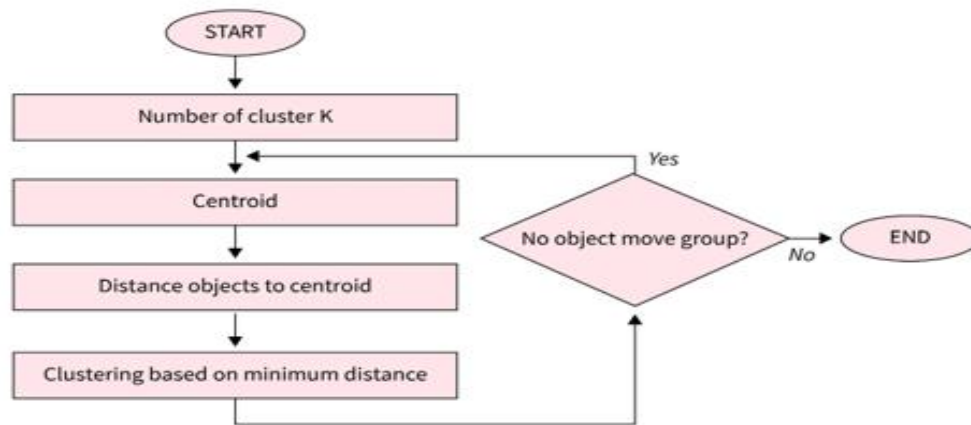 START
Number of cluster K
Centroid
Distance objects to centroid
Clustering based on minimum distance
No object move group?
Yes
No
END